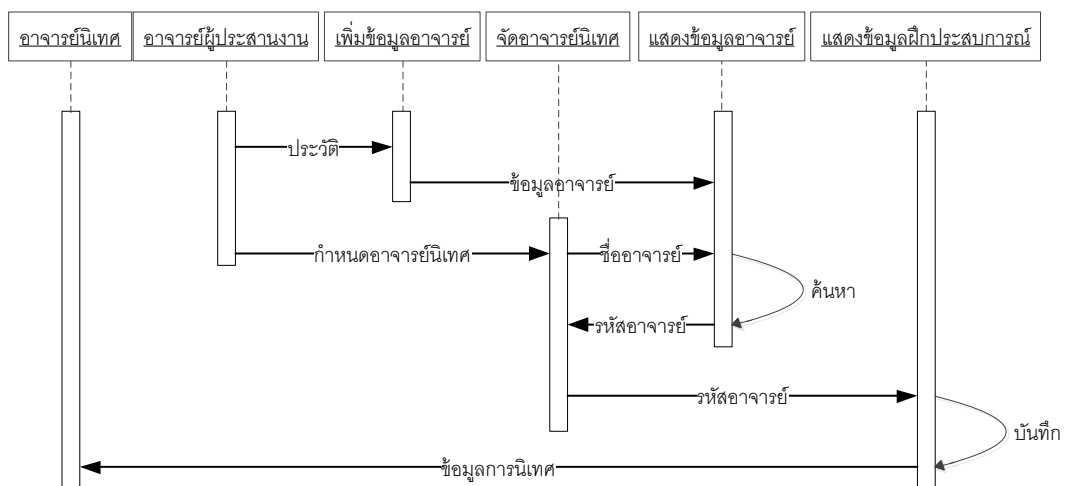 อาจารย์นิเทศ
อาจารย์ผู้ประสานงาน
เพิ่มข้อมูลอาจารย์
จัดอาจารย์นิเทศ
แสดงข้อมูลอาจารย์
แสดงข้อมูลฝึกประสบการณ์
ประวัติ
ข้อมูลอาจารย์
กำหนดอาจารย์นิเทศ
ชื่ออาจารย์
ค้นหา
รหัสอาจารย์
รหัสอาจารย์
บันทึก
ข้อมูลการนิเทศ